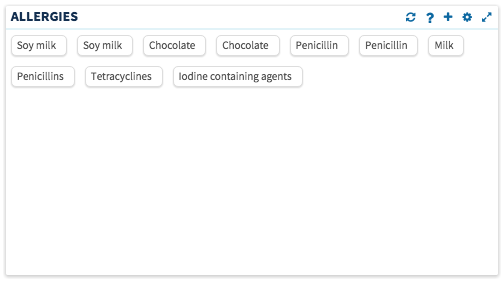 ALLERGIES
Soy milk Soy milk Chocolate Chocolate Penicillin Penicillin Milk
Penicillins Tetracyclines Iodine containing agents